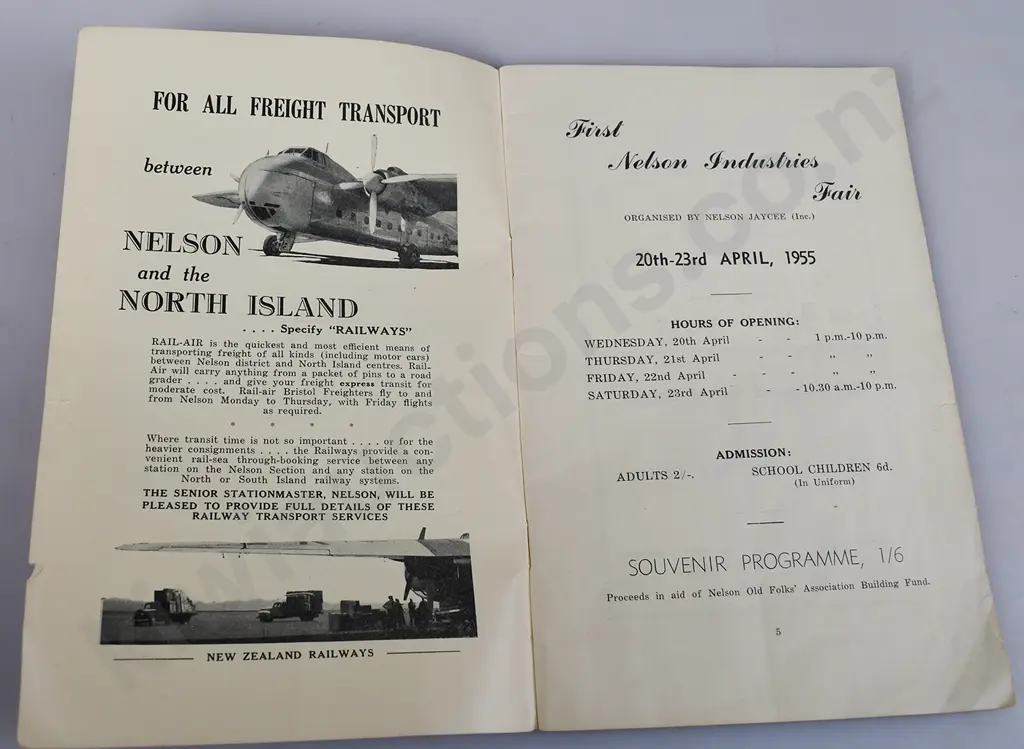 FOR ALL FREIGHT TRANSPORT
between
NELSON
and the
NORTH ISLAND
. . . . Specify "RAILWAYS"
RAIL-AIR is the quickest and most efficient means of
transporting freight of all kinds (including motor cars)
between Nelson district and North Island centres. Rail-
Air will carry anything from a packet of pins to a road
grader . . . . and give your freight express transit for
moderate cost. Rail-air Bristol Freighters fly to and
from Nelson Monday to Thursday, with Friday flights
as required.
* * * *
Where transit time is not so important . . . . or for the
heavier consignments . . . . the Railways provide a con-
venient rail-sea through-booking service between any
station on the Nelson Section and any station on the
North or South Island railway systems.
THE SENIOR STATIONMASTER, NELSON, WILL BE
PLEASED TO PROVIDE FULL DETAILS OF THESE
RAILWAY TRANSPORT SERVICES
NEW ZEALAND RAILWAYS
First
Nelson Industries
Fair
ORGANISED BY NELSON JAYCEE (Inc.)
20th-23rd APRIL, 1955
HOURS OF OPENING:
WEDNESDAY, 20th April - - 1 p.m.-10 p.m.
THURSDAY, 21st April - - " "
FRIDAY, 22nd April - - - " "
SATURDAY, 23rd April - - 10.30 a.m.-10 p.m.
ADMISSION:
ADULTS 2/-. SCHOOL CHILDREN 6d.
(In Uniform)
SOUVENIR PROGRAMME, 1/6
Proceeds in aid of Nelson Old Folks' Association Building Fund.
5